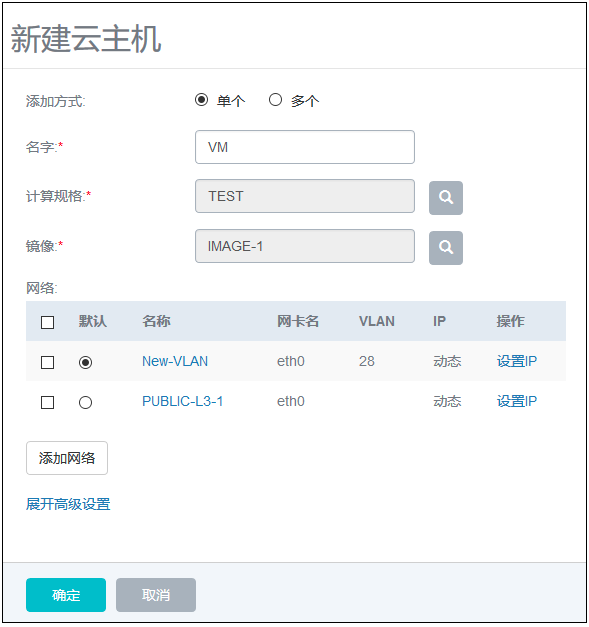 新建云主机
添加方式: 单个 多个
名字:* VM
计算规格:* TEST
镜像:* IMAGE-1
网络:
默认 名称 网卡名 VLAN IP 操作
New-VLAN eth0 28 动态 设置IP
PUBLIC-L3-1 eth0 动态 设置IP
添加网络
展开高级设置
确定 取消